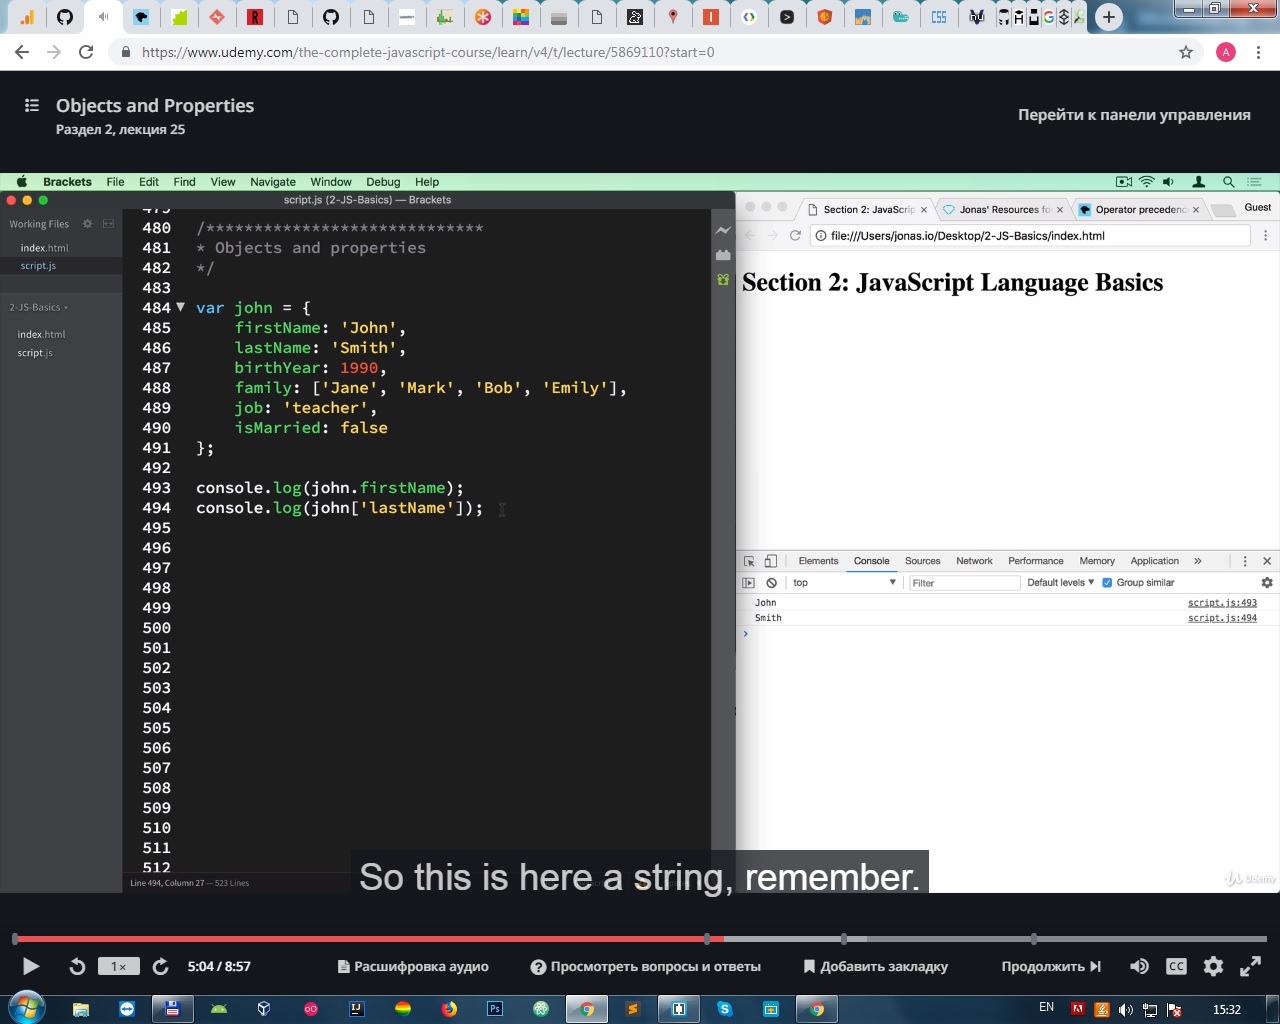 https://www.udemy.com/the-complete-javascript-course/learn/v4/t/lecture/5869110?start=0
A
Objects and Properties
Раздел 2, лекция 25
Перейти к панели управления
Brackets File Edit Find View Navigate Window Debug Help
script.js (2-JS-Basics) — Brackets
Working Files
index.html
script.js
2-JS-Basics
index.html
script.js
479
480 /*****************************
481 * Objects and properties
482 */
483
484 var john = {
485 firstName: 'John',
486 lastName: 'Smith',
487 birthYear: 1990,
488 family: ['Jane', 'Mark', 'Bob', 'Emily'],
489 job: 'teacher',
490 isMarried: false
491 };
492
493 console.log(john.firstName);
494 console.log(john['lastName']);
495
496
497
498
499
500
501
502
503
504
505
506
507
508
509
510
511
512
Line 494, Column 27 — 523 Lines
Section 2: JavaScrip
Jonas' Resources fo
Operator precedenc
Guest
file:///Users/jonas.io/Desktop/2-JS-Basics/index.html
Section 2: JavaScript Language Basics
Elements Console Sources Network Performance Memory Application »
top Filter Default levels Group similar
John script.js:493
Smith script.js:494
Udemy
So this is here a string, remember.
1× 5:04 / 8:57 Расшифровка аудио Просмотреть вопросы и ответы Добавить закладку Продолжить CC
EN 15:32